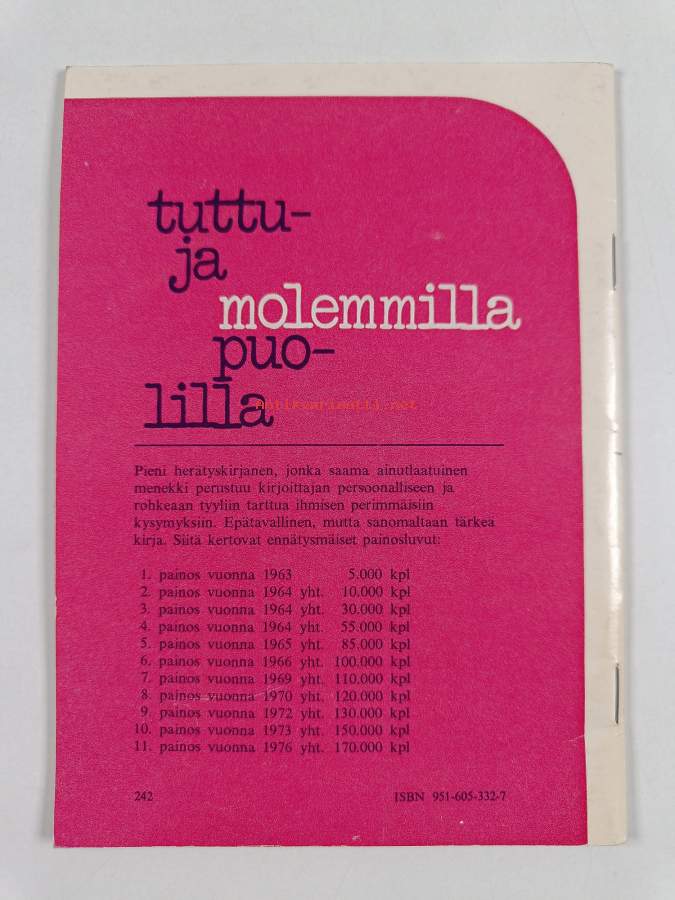 tuttu-
ja
molemmilla
puo-
lilla
Antikvariaatti.net
Pieni herätyskirjanen, jonka saama ainutlaatuinen
menekki perustuu kirjoittajan persoonalliseen ja
rohkeaan tyyliin tarttua ihmisen perimmäisiin
kysymyksiin. Epätavallinen, mutta sanomaltaan tärkeä
kirja. Siitä kertovat ennätysmäiset painosluvut:
1. painos vuonna 1963 5.000 kpl
2. painos vuonna 1964 yht. 10.000 kpl
3. painos vuonna 1964 yht. 30.000 kpl
4. painos vuonna 1964 yht. 55.000 kpl
5. painos vuonna 1965 yht. 85.000 kpl
6. painos vuonna 1966 yht. 100.000 kpl
7. painos vuonna 1969 yht. 110.000 kpl
8. painos vuonna 1970 yht. 120.000 kpl
9. painos vuonna 1972 yht. 130.000 kpl
10. painos vuonna 1973 yht. 150.000 kpl
11. painos vuonna 1976 yht. 170.000 kpl
242 ISBN 951-605-332-7